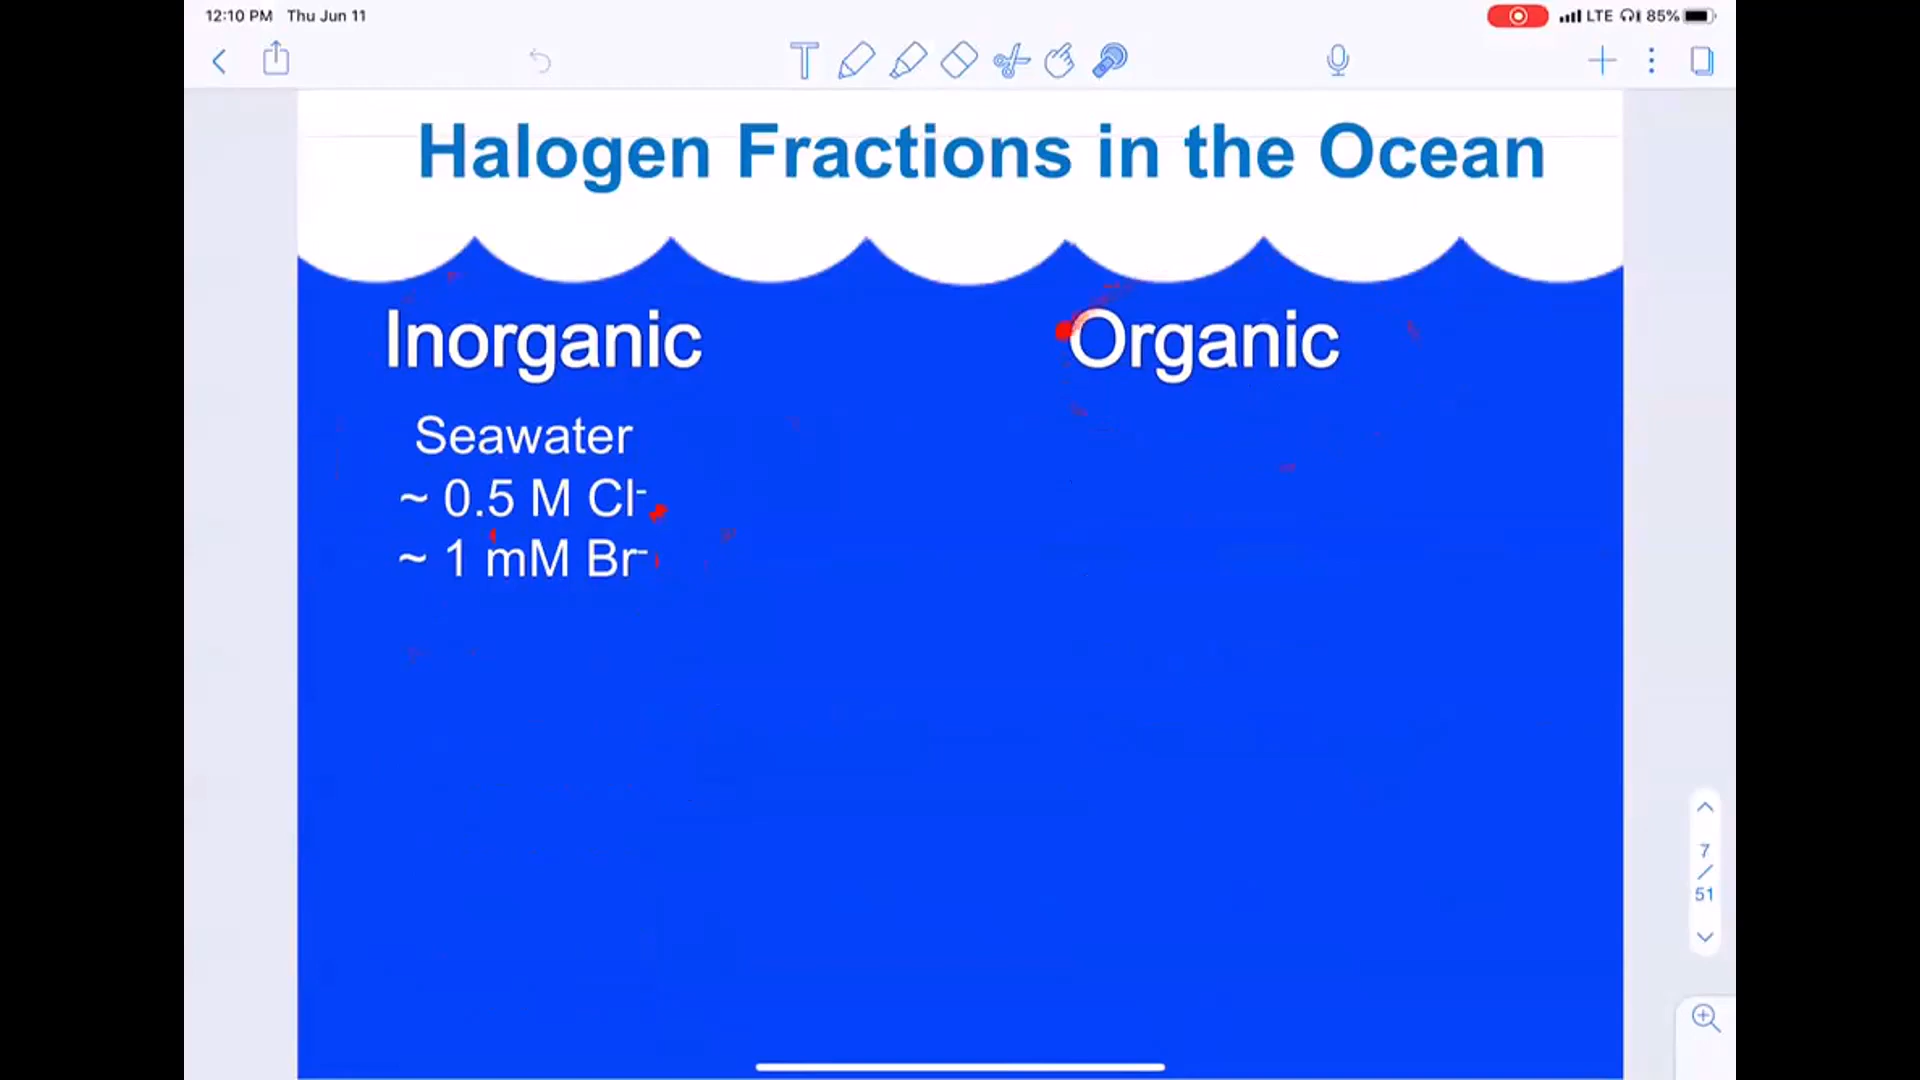 12:10 PM Thu Jun 11
LTE 85%
Halogen Fractions in the Ocean
Inorganic
Organic
Seawater
~ 0.5 M Cl⁻
~ 1 mM Br⁻
7
/
51